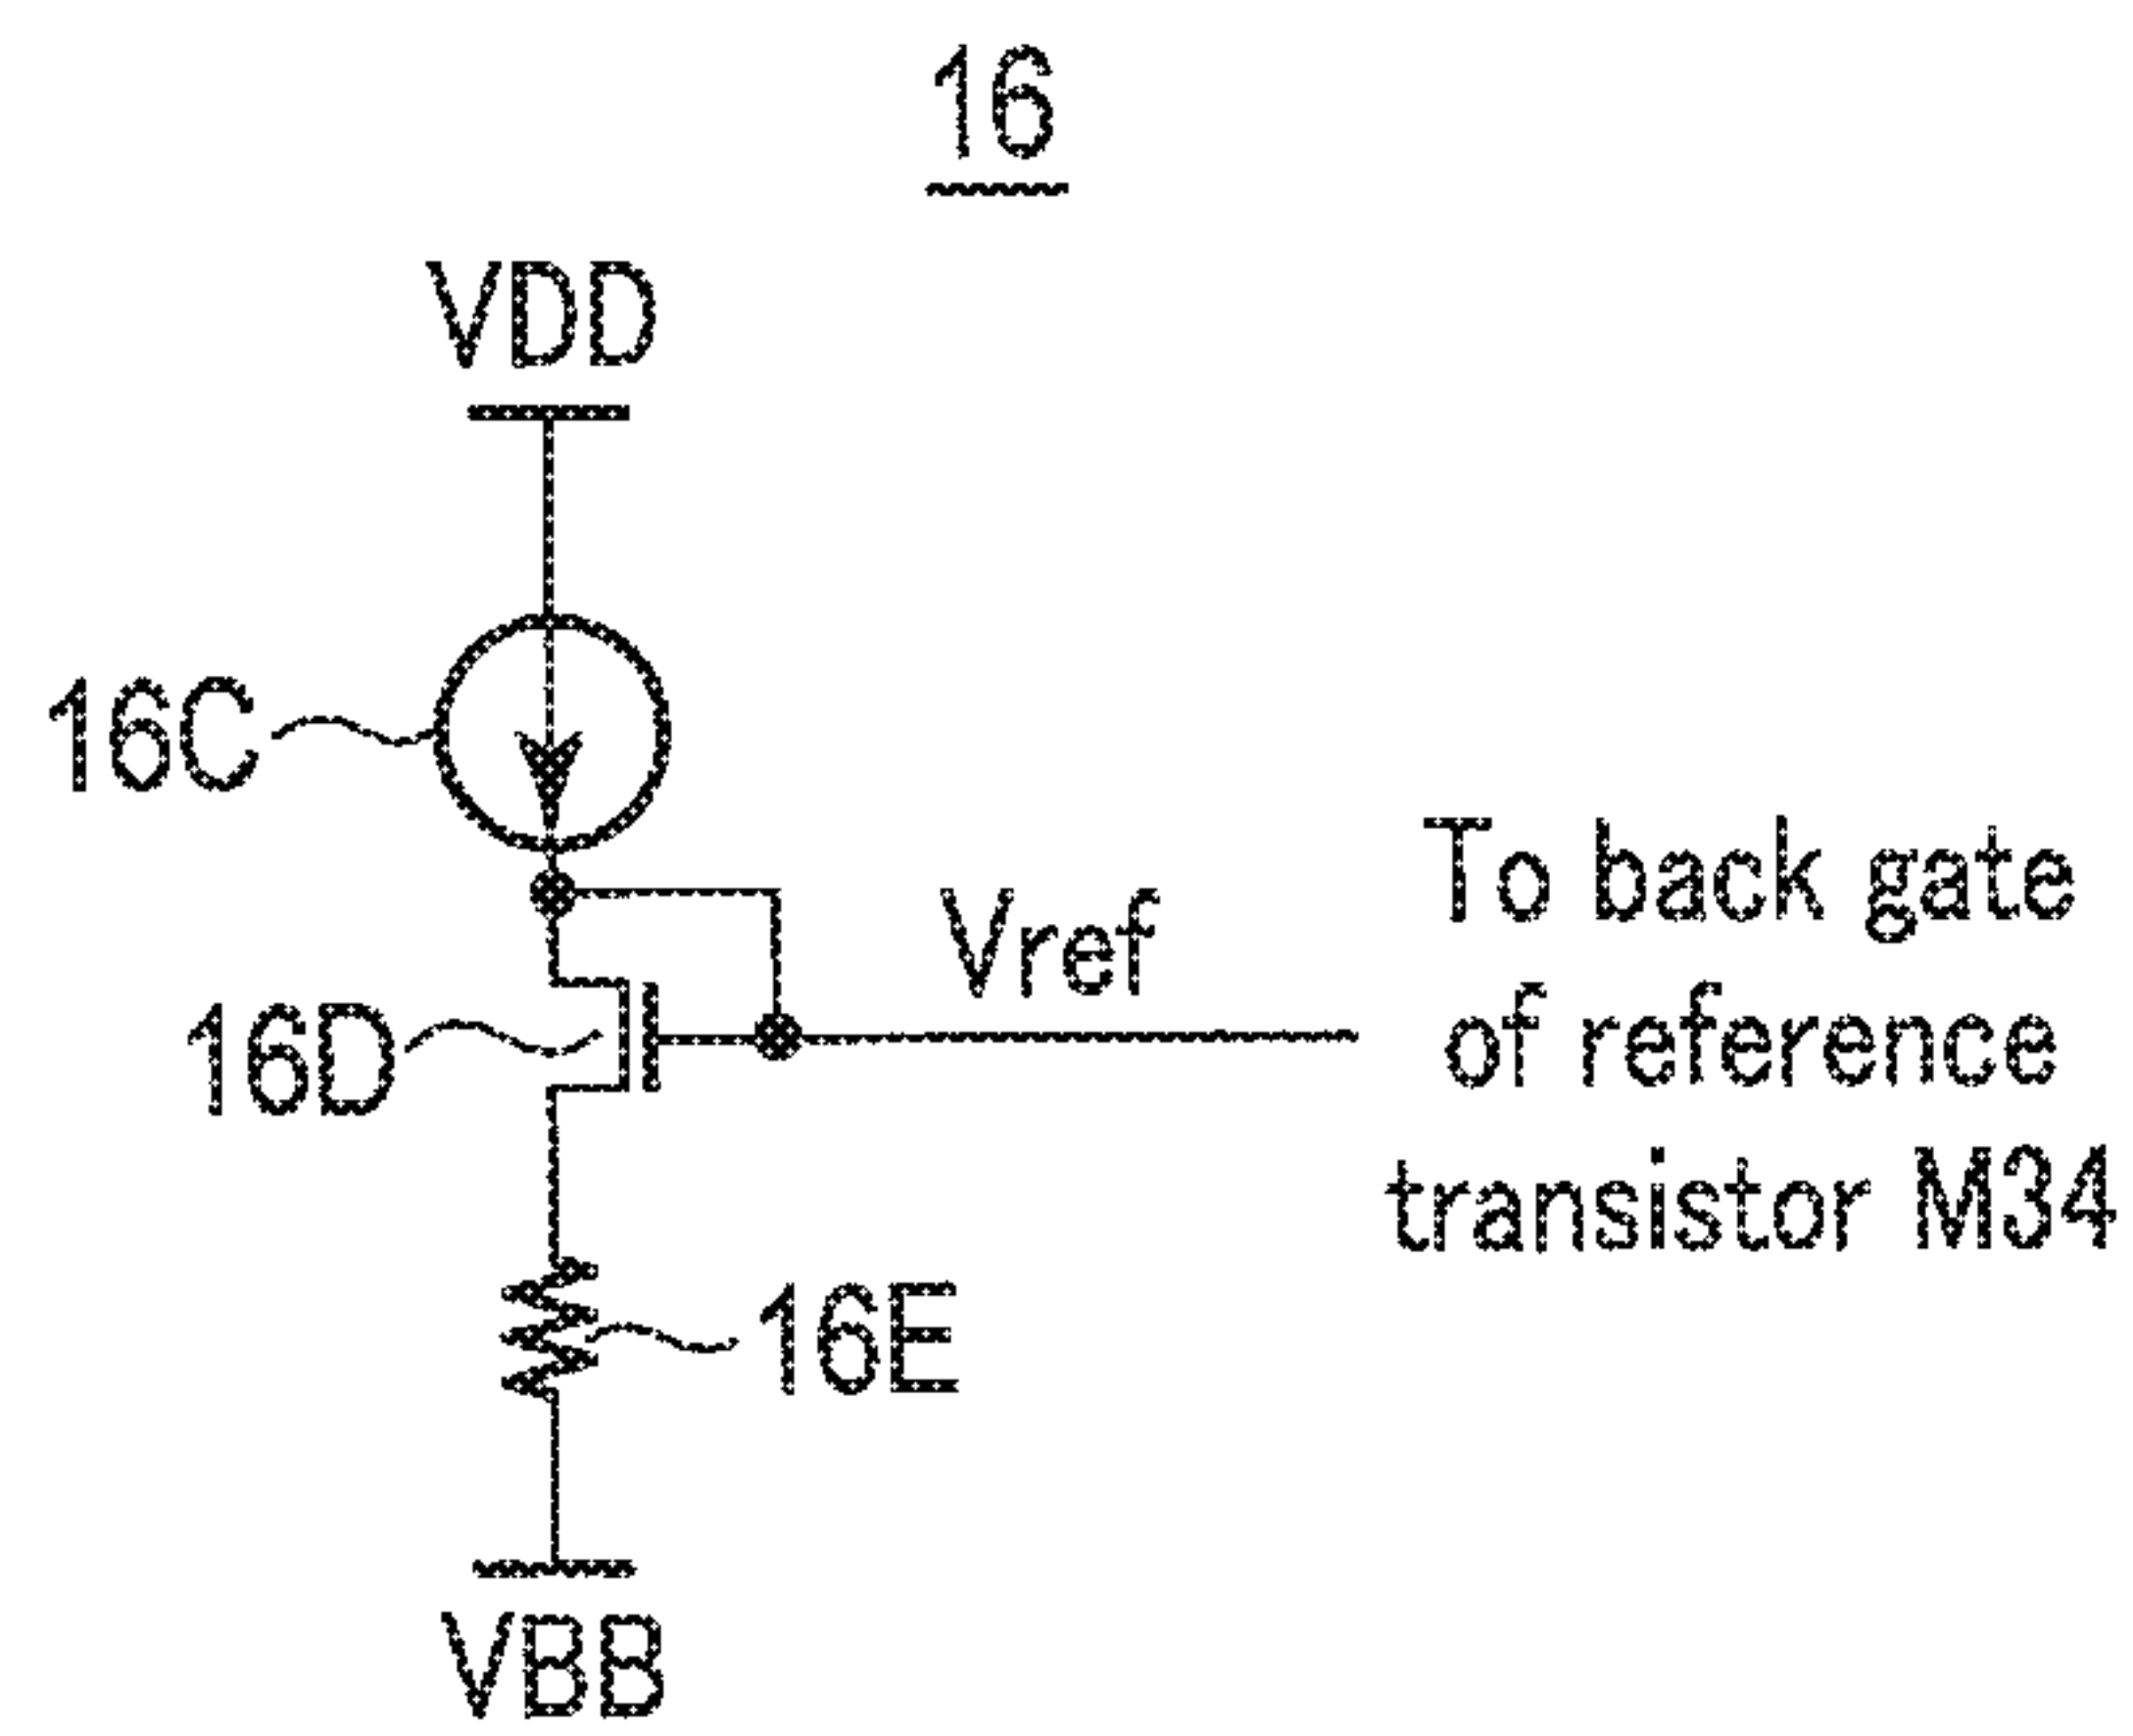 16
VDD
16C
To back gate
Vref
of reference
16D
transistor M34
16E
VBB